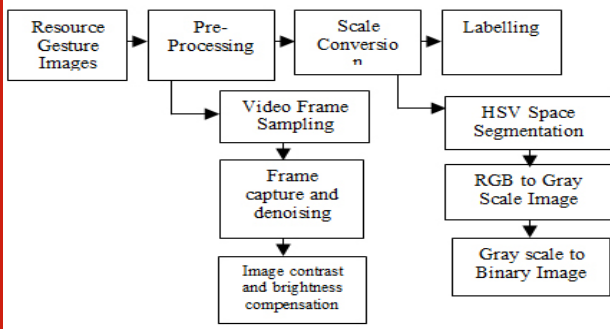 Resource
Gesture
Images
Pre-
Processing
Scale
Conversio
n
Labelling
Video Frame
Sampling
Frame
capture and
denoising
Image contrast
and brightness
compensation
HSV Space
Segmentation
RGB to Gray
Scale Image
Gray scale to
Binary Image